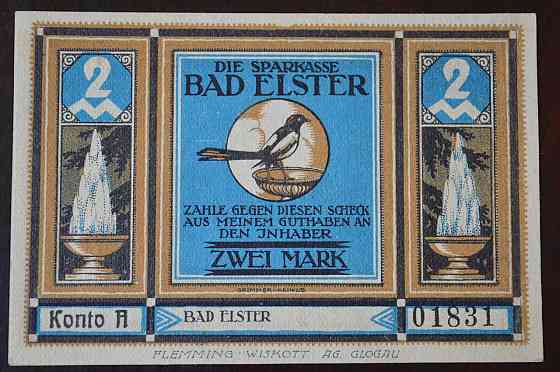 2 M
2 M
DIE SPARKASSE
BAD ELSTER
ZAHLE GEGEN DIESEN SCHECK
AUS MEINEM GUTHABEN AN
DEN INHABER
ZWEI MARK
Konto A
BAD ELSTER
01831
FLEMMING-WISKOTT AG. GLOGAU